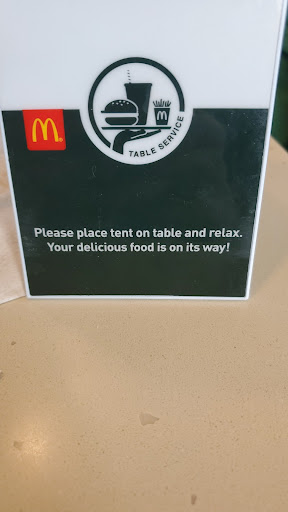 TABLE SERVICE
Please place tent on table and relax.
Your delicious food is on its way!